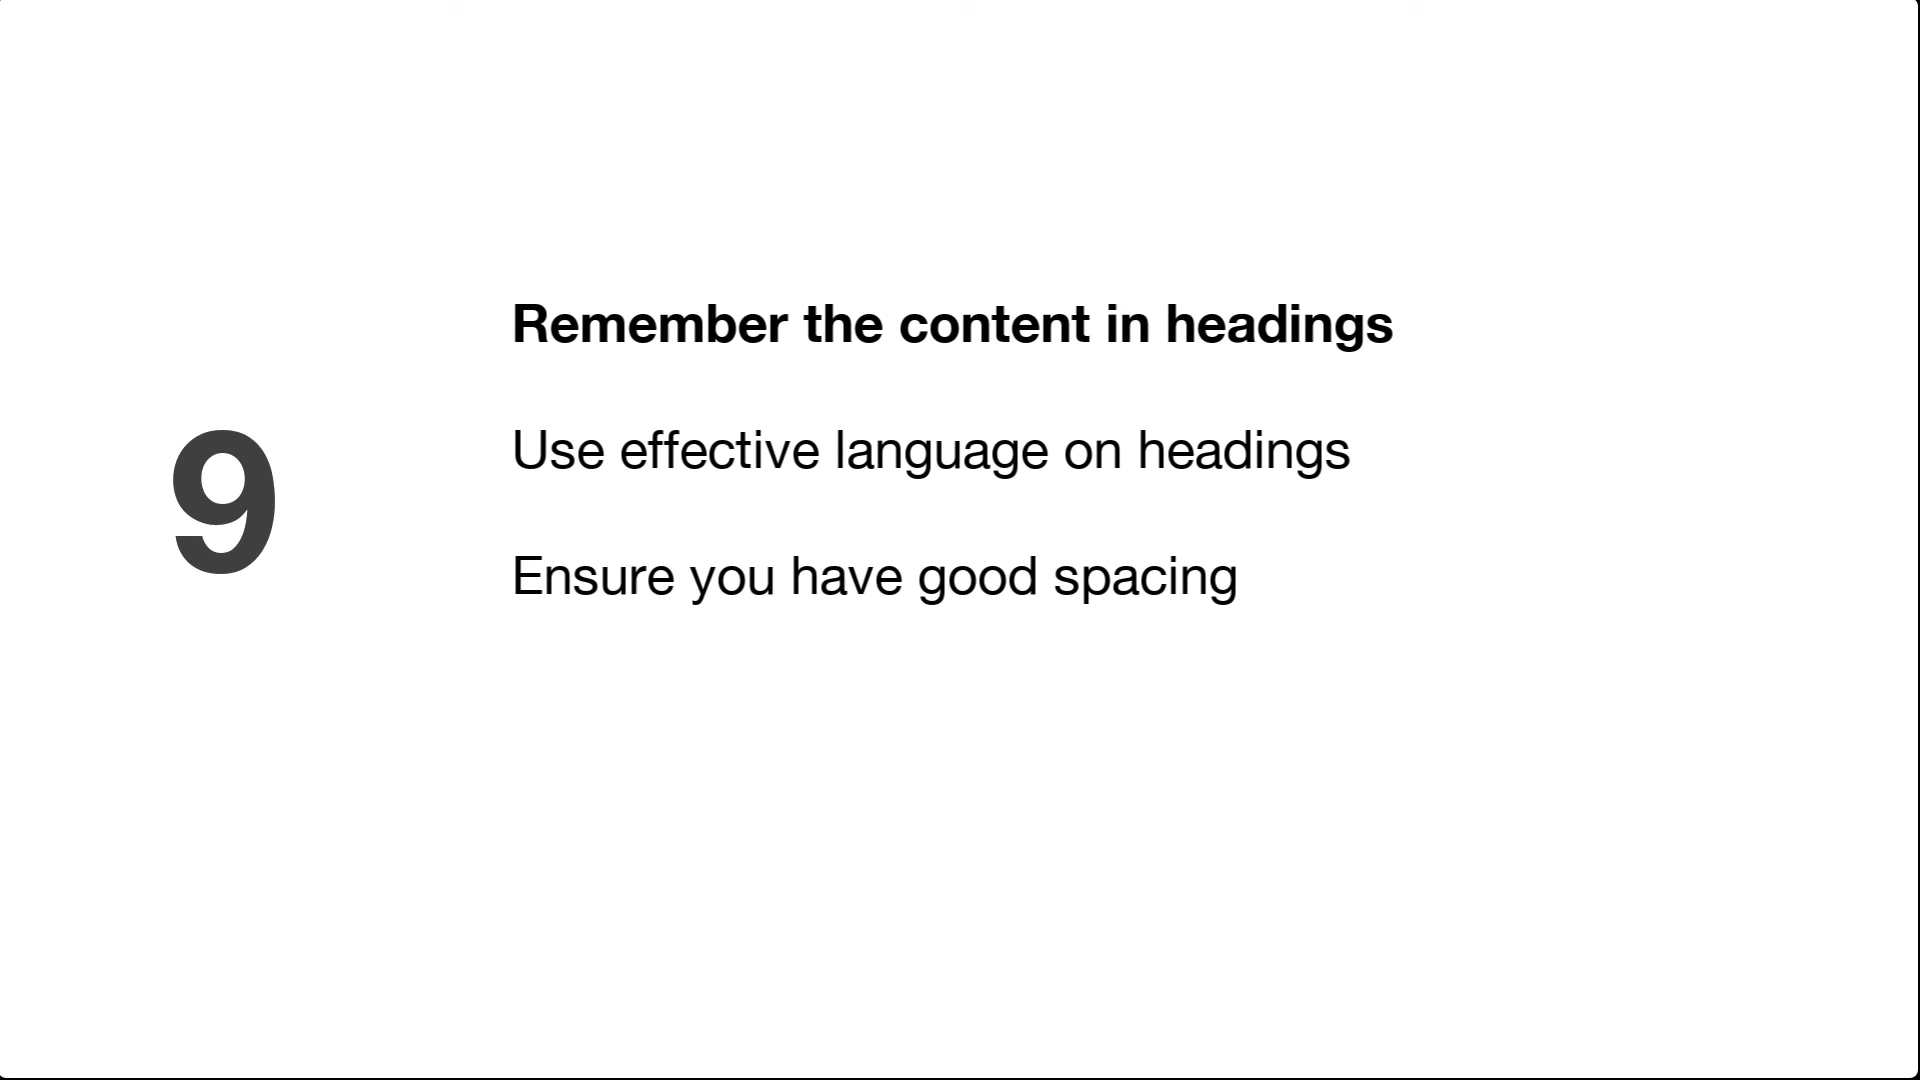 9
Remember the content in headings
Use effective language on headings
Ensure you have good spacing